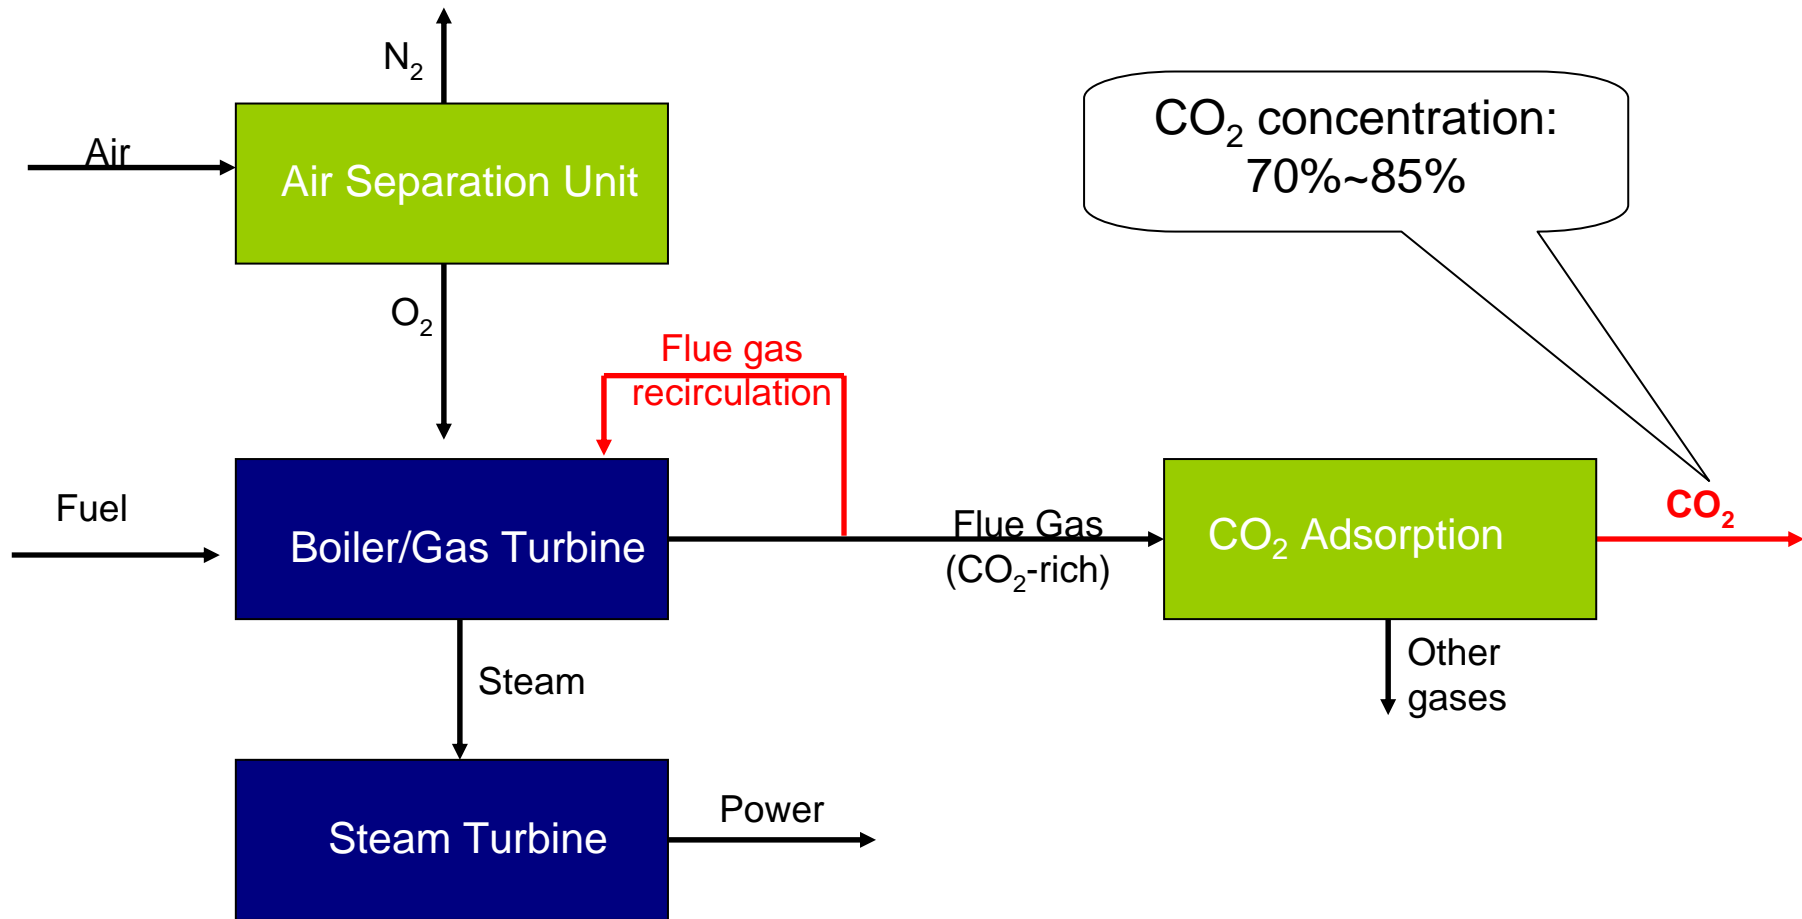 N₂
CO₂ concentration:
70%~85%
Air
Air Separation Unit
O₂
Flue gas
recirculation
Fuel
Boiler/Gas Turbine
Flue Gas
(CO₂-rich)
CO₂ Adsorption
CO₂
Steam
Other
gases
Steam Turbine
Power